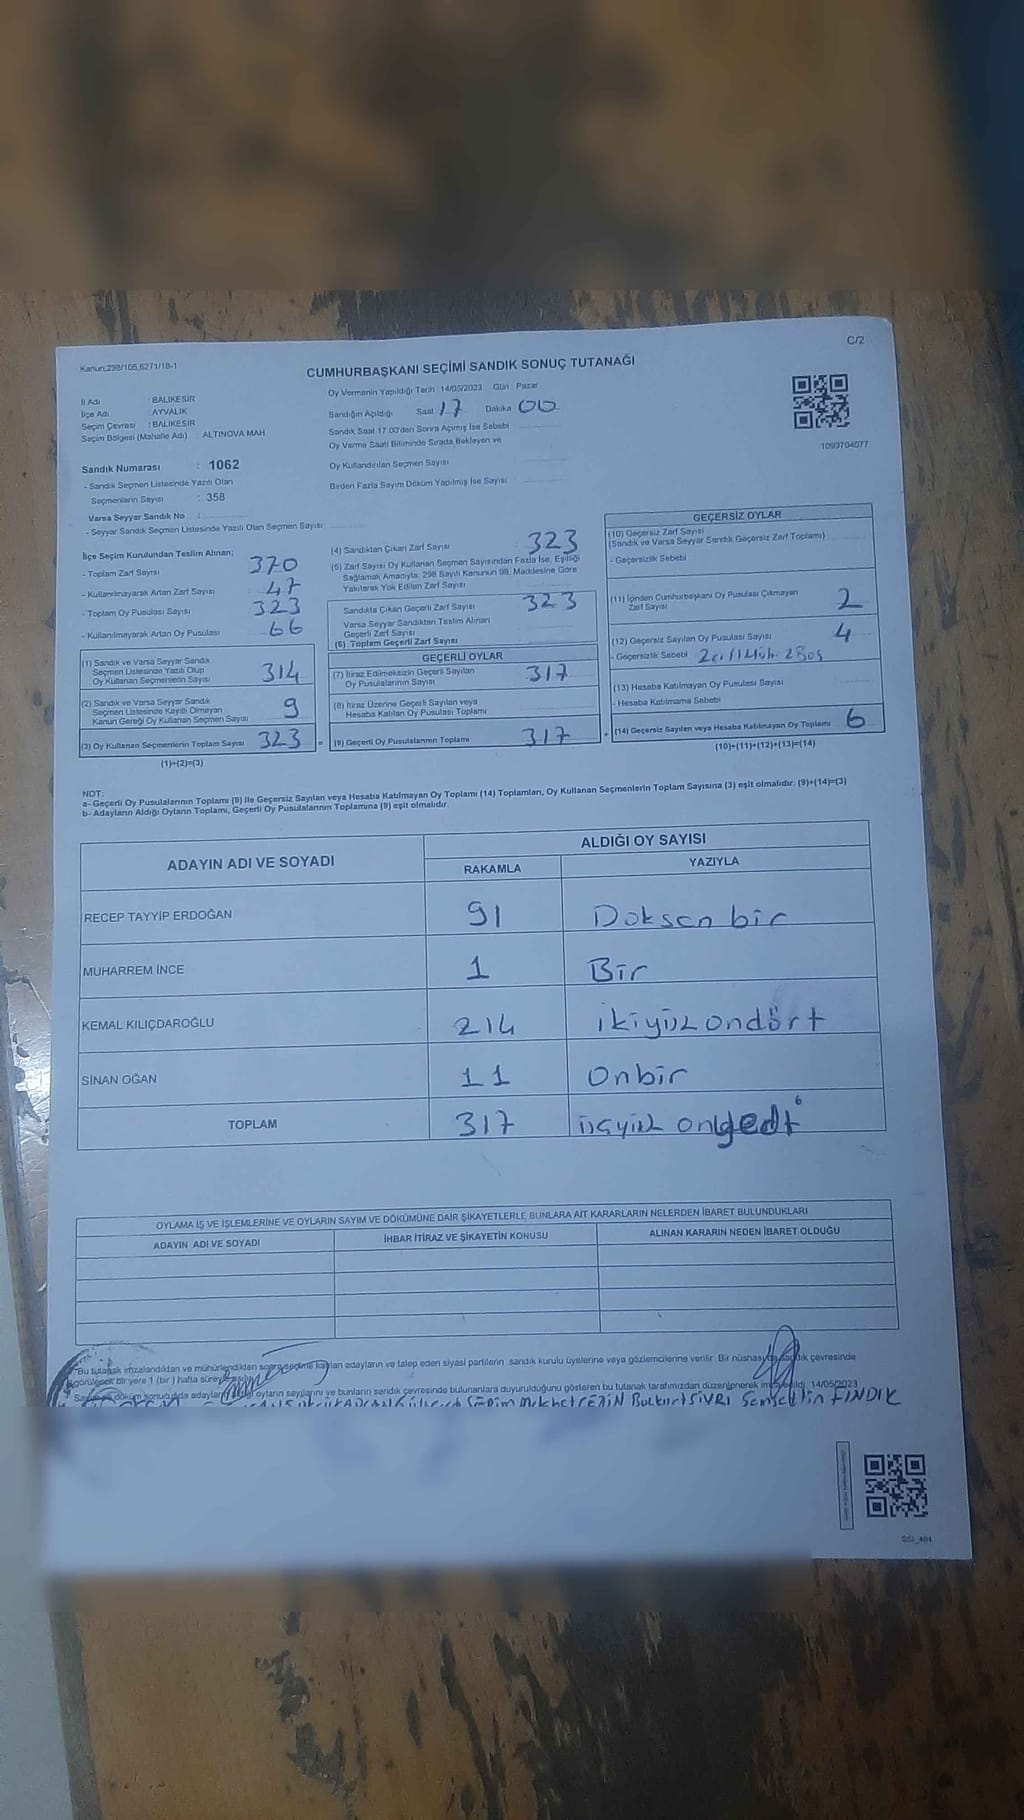 Kanun;298/105,6271/18-1
C/2
CUMHURBAŞKANI SEÇİMİ SANDIK SONUÇ TUTANAĞI
İl Adı : BALIKESİR
İlçe Adı : AYVALIK
Seçim Çevresi : BALIKESİR
Seçim Bölgesi (Mahalle Adı) : ALTINOVA MAH.
Sandık Numarası : 1062
- Sandık Seçmen Listesinde Yazılı Olan
Seçmenlerin Sayısı : 358
Varsa Seyyar Sandık No :
- Seyyar Sandık Seçmen Listesinde Yazılı Olan Seçmen Sayısı
Oy Vermenin Yapıldığı Tarih :14/05/2023 Gün : Pazar
Sandığın Açıldığı Saat 17 Dakika 00
Sandık Saat 17.00'den Sonra Açımış İse Sebebi
Oy Verme Saati Bitiminde Sırada Bekleyen ve
Oy Kullandırılan Seçmen Sayısı
Birden Fazla Sayım Döküm Yapılmış İse Sayısı
1093704077
İlçe Seçim Kurulundan Teslim Alınan;
- Toplam Zarf Sayısı 370
- Kullanılmayarak Artan Zarf Sayısı 47
- Toplam Oy Pusulası Sayısı 323
- Kullanılmayarak Artan Oy Pusulası 66
(1) Sandık ve Varsa Seyyar Sandık
Seçmen Listesinde Yazılı Olup
Oy Kullanan Seçmenlerin Sayısı 314
(2) Sandık ve Varsa Seyyar Sandık
Seçmen Listesinde Kayıtlı Olmayan
Kanun Gereği Oy Kullanan Seçmen Sayısı 9
(3) Oy Kullanan Seçmenlerin Toplam Sayısı 323
(1)+(2)=(3)
(4) Sandıktan Çıkan Zarf Sayısı : 323
(5) Zarf Sayısı Oy Kullanan Seçmen Sayısından Fazla İse, Eşitliği
Sağlamak Amacıyla; 298 Sayılı Kanunun 98. Maddesine Göre
Yakılarak Yok Edilen Zarf Sayısı
Sandıkta Çıkan Geçerli Zarf Sayısı 323
Varsa Seyyar Sandıktan Teslim Alınan
Geçerli Zarf Sayısı
(6) Toplam Geçerli Zarf Sayısı
GEÇERLİ OYLAR
(7) İtiraz Edilmeksizin Geçerli Sayılan
Oy Pusulalarının Sayısı 317
(8) İtiraz Üzerine Geçerli Sayılan veya
Hesaba Katılan Oy Pusulası Toplamı
= (9) Geçerli Oy Pusulalarının Toplamı 317
GEÇERSİZ OYLAR
(10) Geçersiz Zarf Sayısı
(Sandık ve Varsa Seyyar Sandık Geçersiz Zarf Toplamı)
- Geçersizlik Sebebi
(11) İçinden Cumhurbaşkanı Oy Pusulası Çıkmayan
Zarf Sayısı 2
(12) Geçersiz Sayılan Oy Pusulası Sayısı 4
- Geçersizlik Sebebi 2 Boş
(13) Hesaba Katılmayan Oy Pusulası Sayısı
- Hesaba Katılmama Sebebi
+ (14) Geçersiz Sayılan veya Hesaba Katılmayan Oy Toplamı 6
(10)+(11)+(12)+(13)=(14)
NOT:
a- Geçerli Oy Pusulalarının Toplamı (9) ile Geçersiz Sayılan veya Hesaba Katılmayan Oy Toplamı (14) Toplamları, Oy Kullanan Seçmenlerin Toplam Sayısına (3) eşit olmalıdır. (9)+(14)=(3)
b- Adayların Aldığı Oyların Toplamı, Geçerli Oy Pusulalarının Toplamına (9) eşit olmalıdır.
ADAYIN ADI VE SOYADI
ALDIĞI OY SAYISI
RAKAMLA YAZIYLA
RECEP TAYYİP ERDOĞAN 91 Doksan bir
MUHARREM İNCE 1 Bir
KEMAL KILIÇDAROĞLU 214 ikiyüz ondört
SİNAN OĞAN 11 Onbir
TOPLAM 317 üçyüz onyedi
OYLAMA İŞ VE İŞLEMLERİNE VE OYLARIN SAYIM VE DÖKÜMÜNE DAİR ŞİKAYETLERLE BUNLARA AİT KARARLARIN NELERDEN İBARET BULUNDUKLARI
ADAYIN ADI VE SOYADI İHBAR İTİRAZ VE ŞİKAYETİN KONUSU ALINAN KARARIN NEDEN İBARET OLDUĞU
"Bu tutanak imzalandıktan ve mühürlendikten sonra seçime katılan adayların ve talep eden siyasi partilerin sandık kurulu üyelerine veya gözlemcilerine verilir. Bir nüshası da sandık çevresinde
görülecek bir yere 1 (bir) hafta süreyle asılır.
oyların sayılarını ve bunların sandık çevresinde bulunanlara duyurulduğunu gösteren bu tutanak tarafımızdan düzenlenerek imzalandı. 14/05/2023
FINDIK
SSI_494